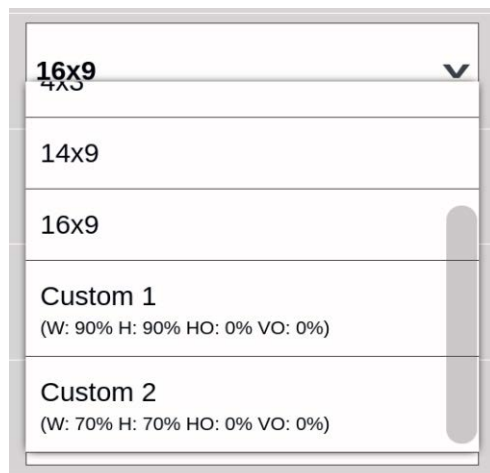 16x9
4x3
14x9
16x9
Custom 1
(W: 90% H: 90% HO: 0% VO: 0%)
Custom 2
(W: 70% H: 70% HO: 0% VO: 0%)